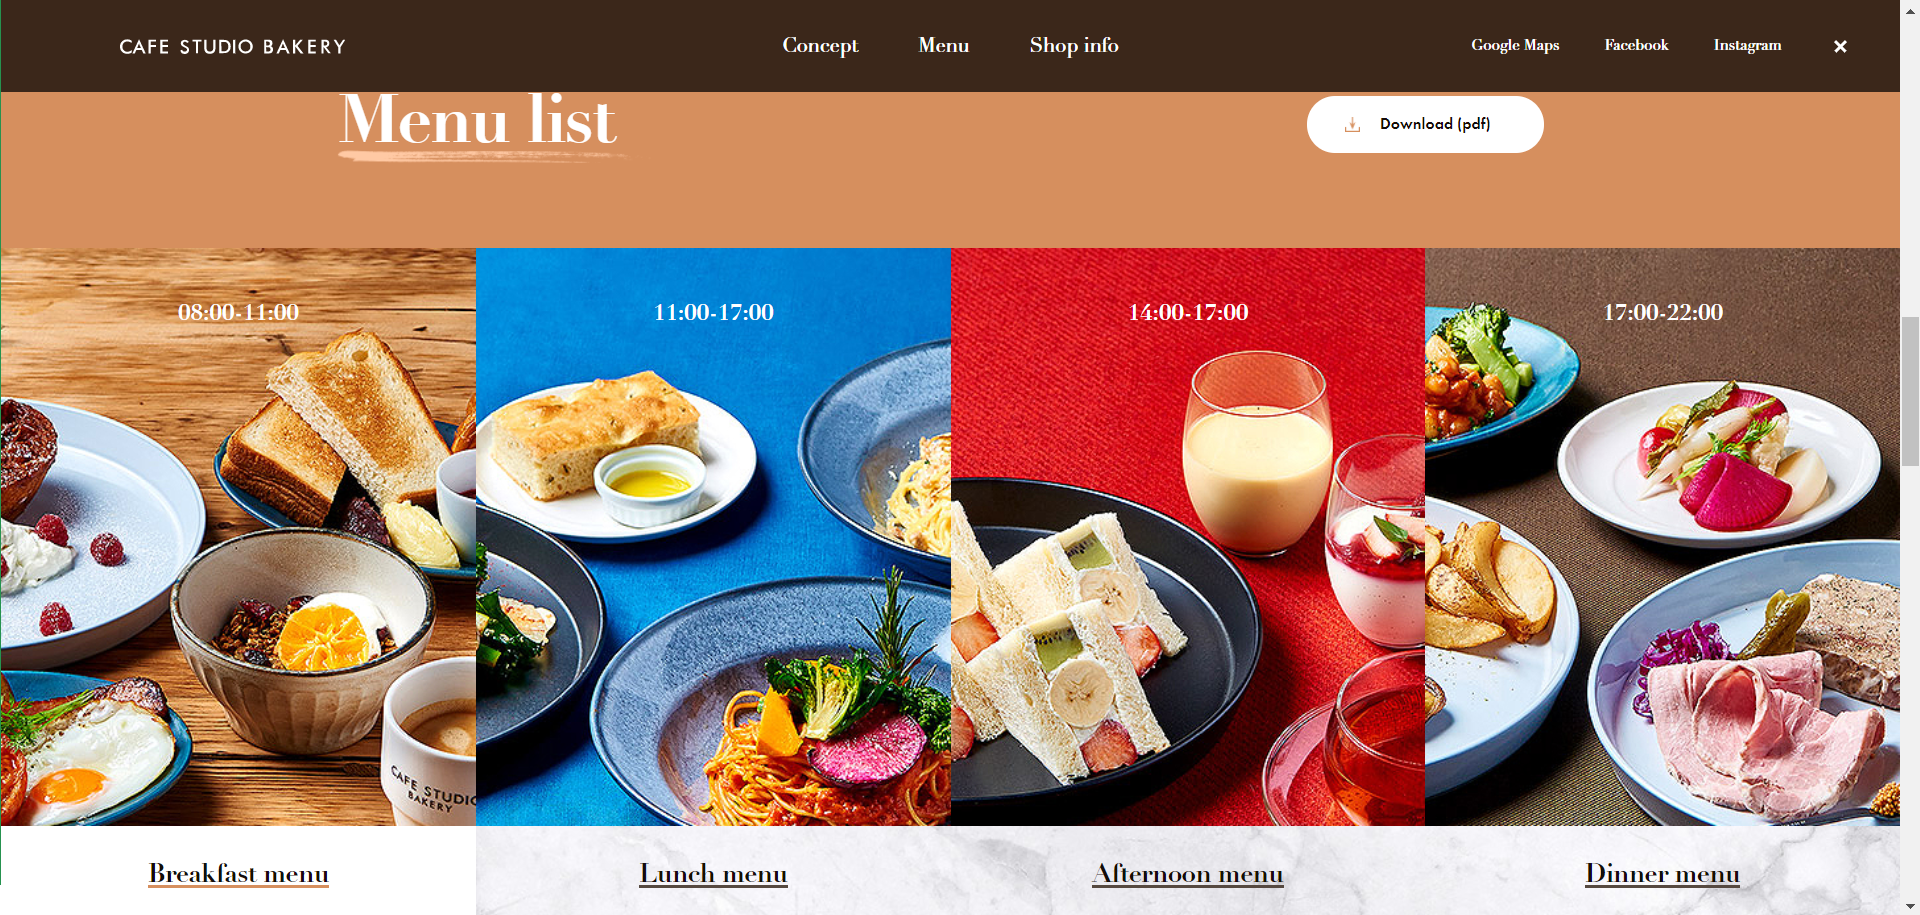 CAFE STUDIO BAKERY
Concept
Menu
Shop info
Google Maps
Facebook
Instagram
Menu list
Download (pdf)
08:00-11:00
11:00-17:00
14:00-17:00
17:00-22:00
CAFE STUDIO
BAKERY
Breakfast menu
Lunch menu
Afternoon menu
Dinner menu